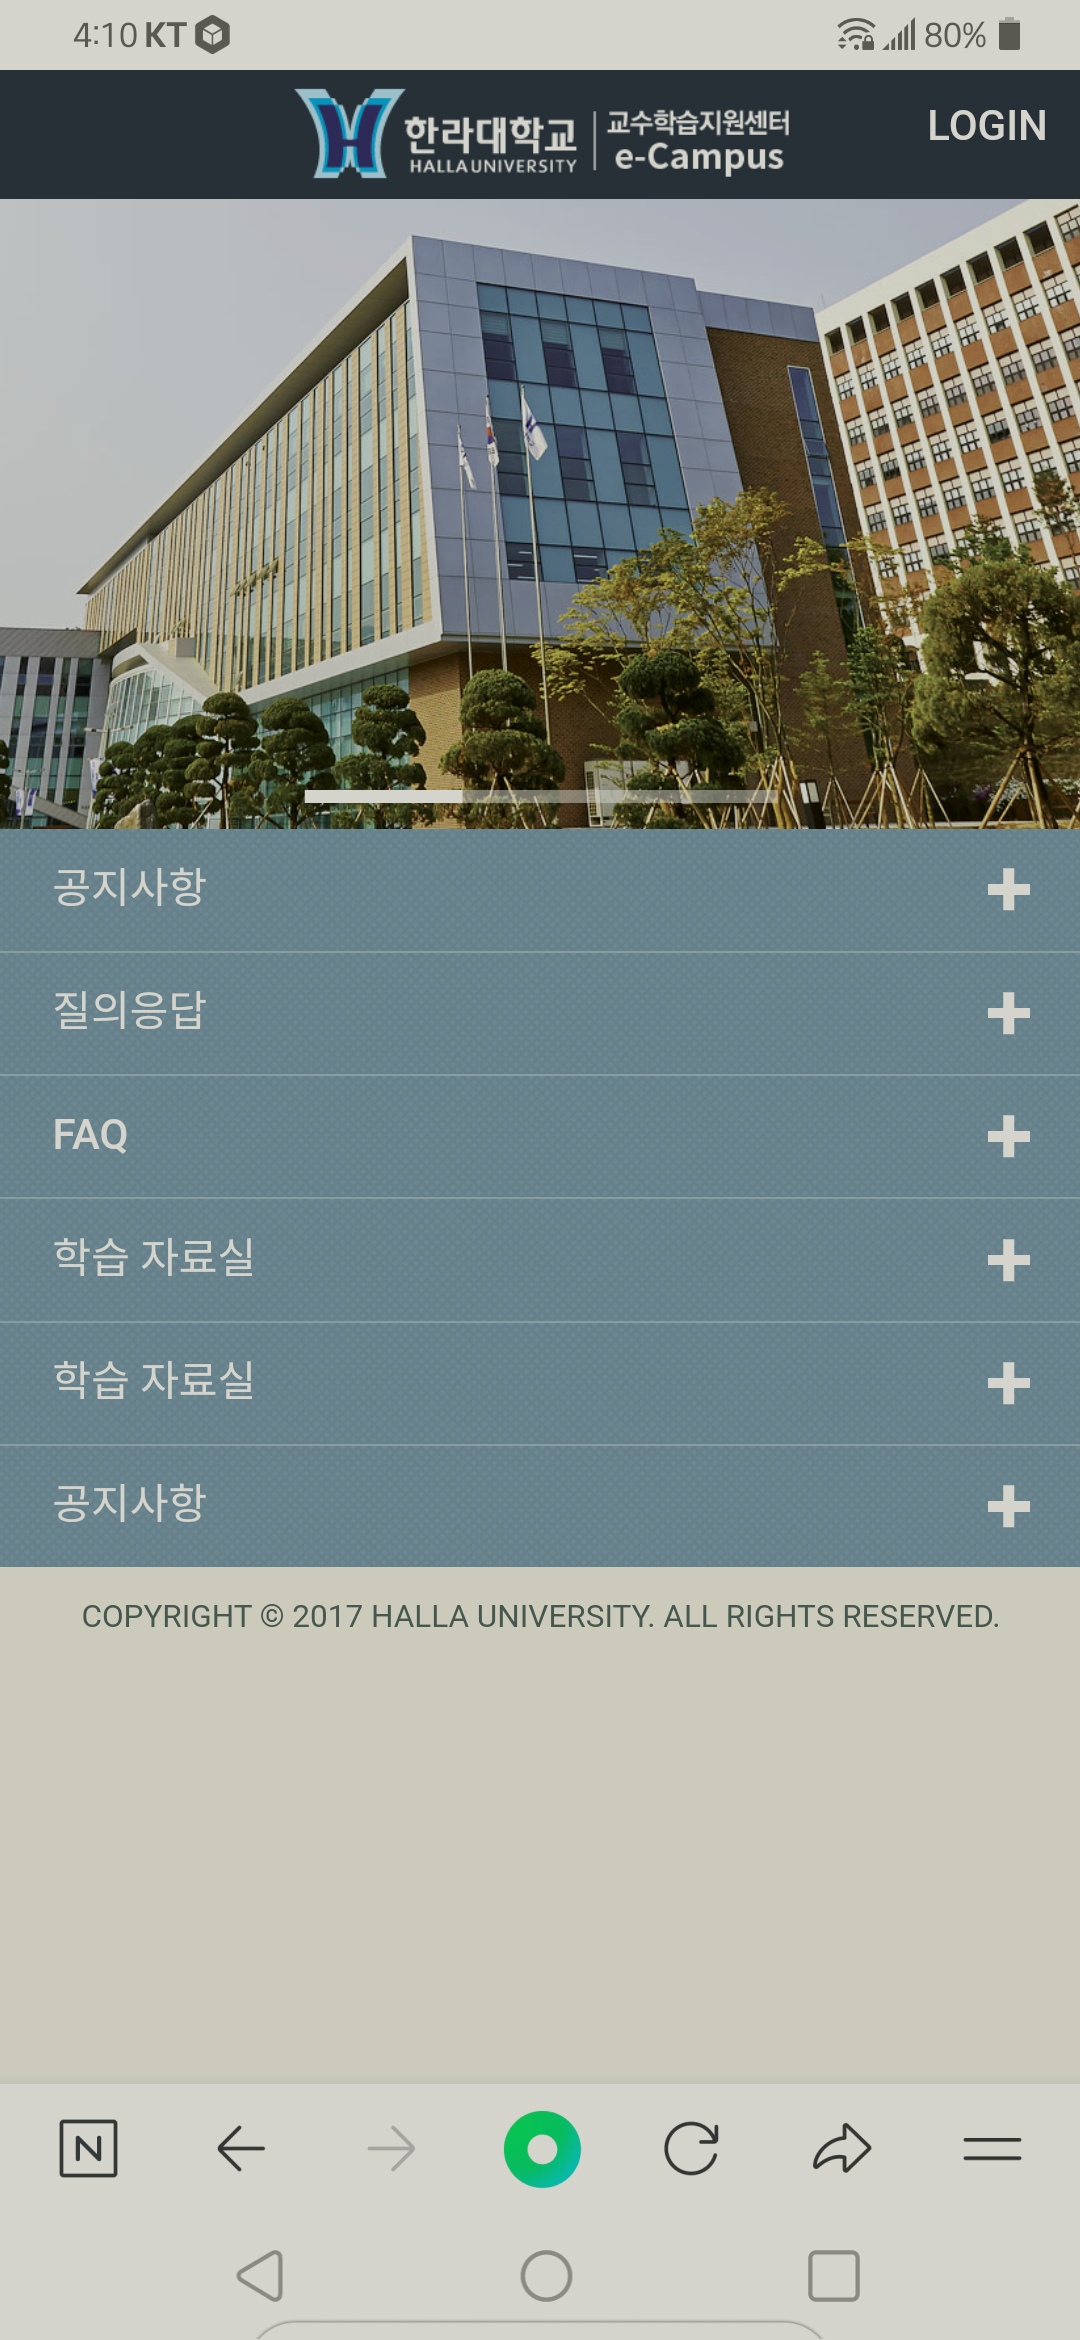 4:10 KT 80%
한라대학교
HALLA UNIVERSITY
교수학습지원센터
e-Campus
LOGIN
공지사항
질의응답
FAQ
학습 자료실
학습 자료실
공지사항
COPYRIGHT © 2017 HALLA UNIVERSITY. ALL RIGHTS RESERVED.
N